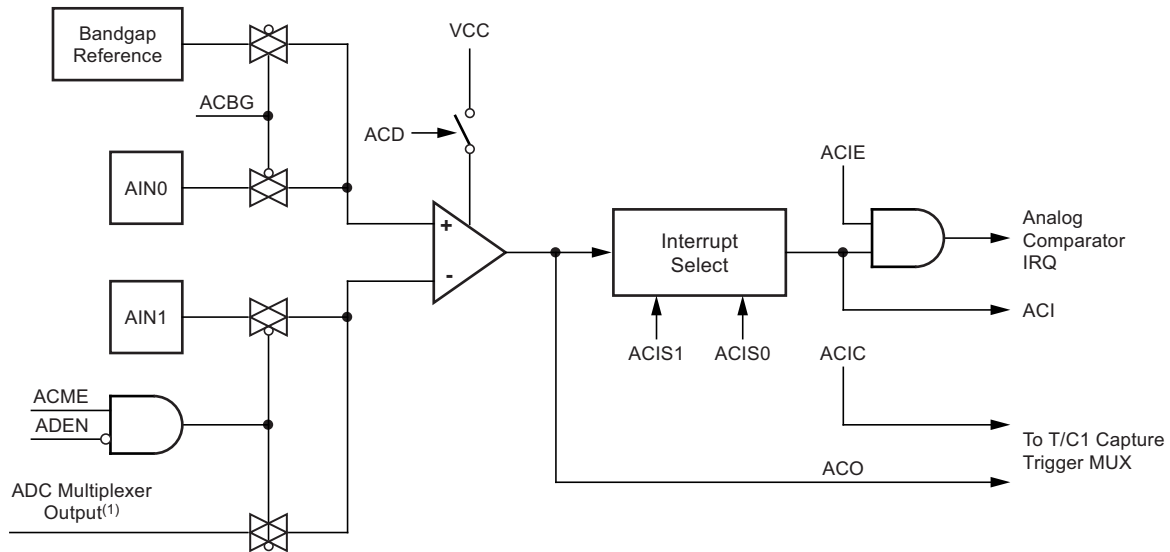 Bandgap
Reference
VCC
ACBG
ACD
AIN0
ACIE
+
Interrupt
Select
Analog
Comparator
IRQ
-
AIN1
ACI
ACIS1
ACIS0
ACIC
ACME
ADEN
To T/C1 Capture
Trigger MUX
ACO
ADC Multiplexer
Output(1)